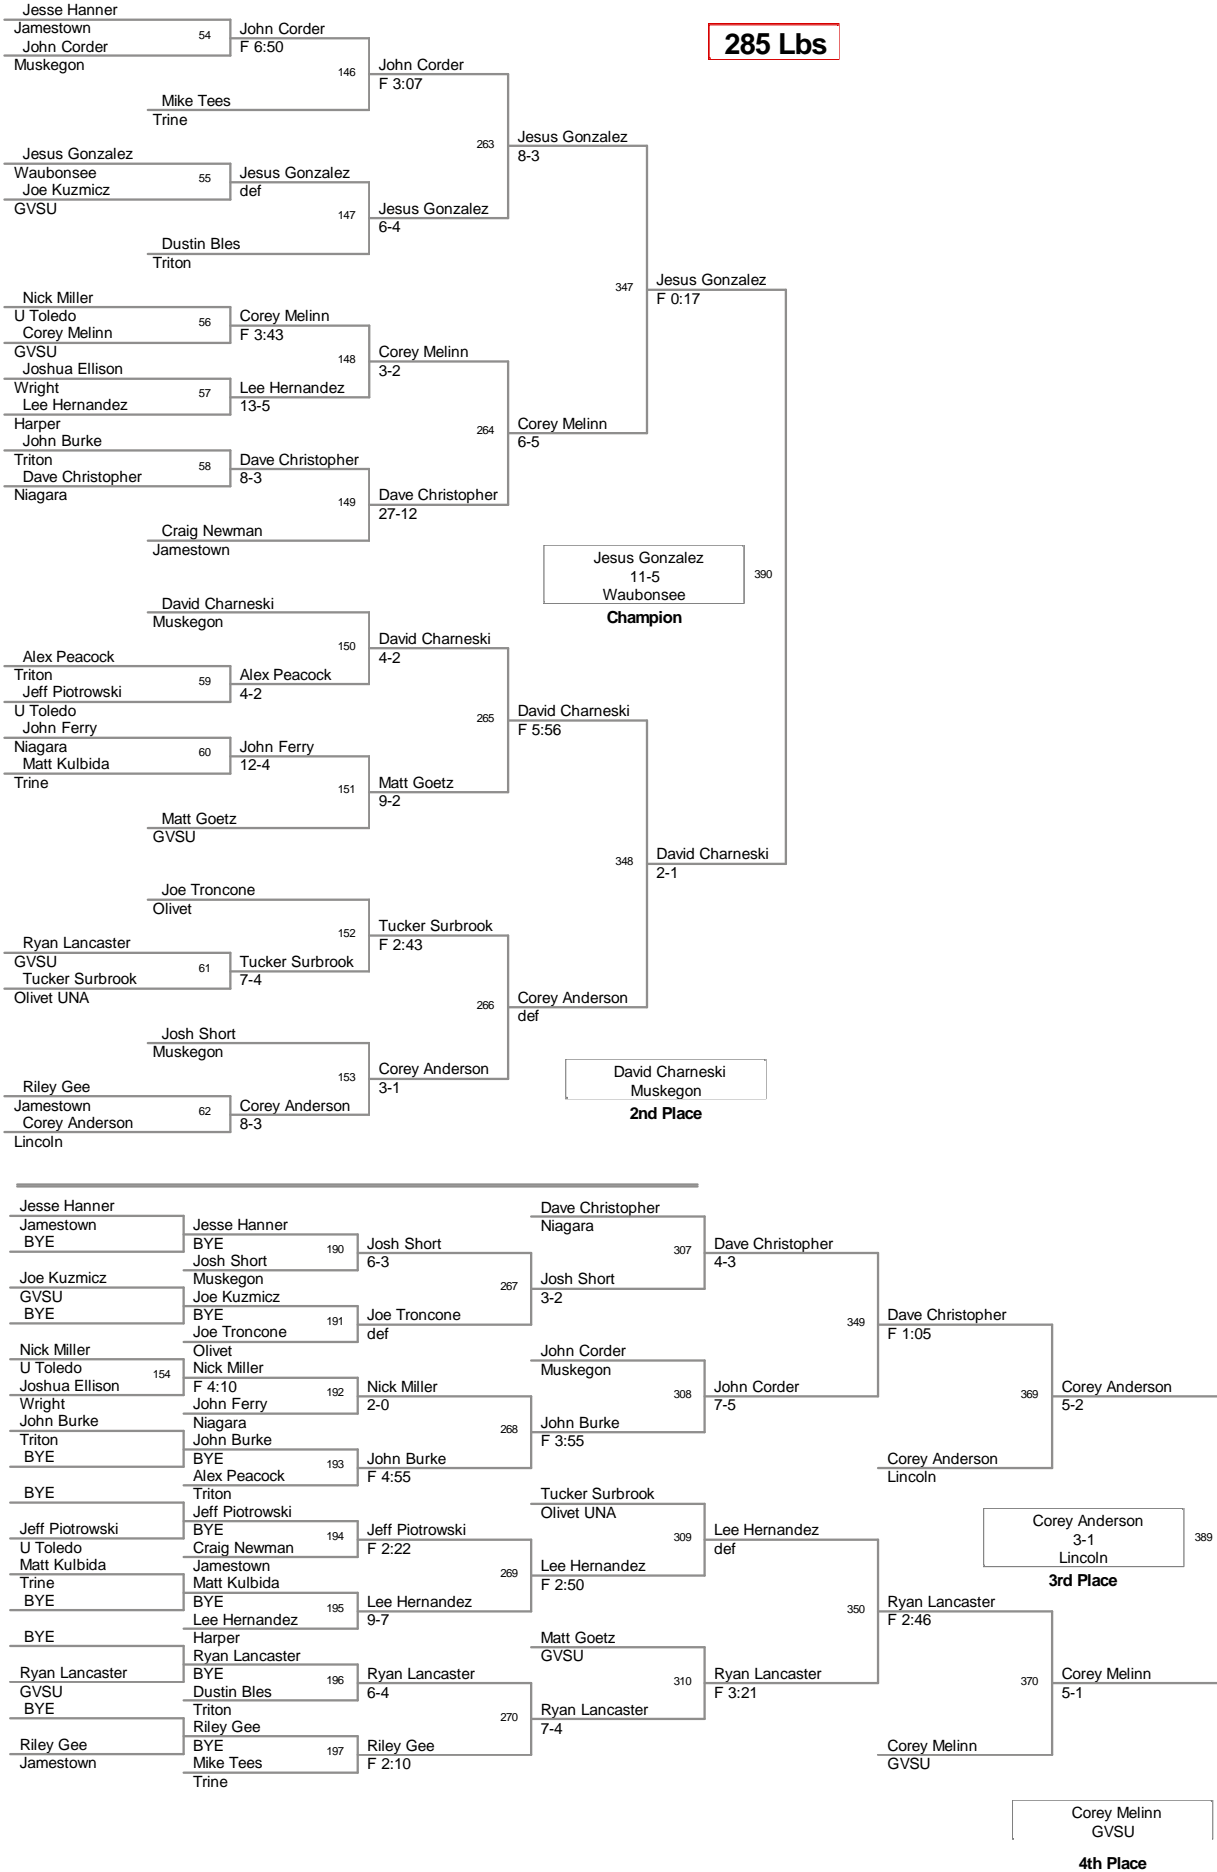 Jesse Hanner
Jamestown
54
John Corder
John Corder
F 6:50
Muskegon
146
John Corder
F 3:07
Mike Tees
Trine
285 Lbs
263
Jesus Gonzalez
8-3
Jesus Gonzalez
Waubonsee
55
Jesus Gonzalez
Joe Kuzmicz
def
GVSU
147
Jesus Gonzalez
6-4
Dustin Bles
Triton
347
Jesus Gonzalez
F 0:17
Nick Miller
U Toledo
56
Corey Melinn
Corey Melinn
F 3:43
GVSU
148
Corey Melinn
3-2
Joshua Ellison
Wright
57
Lee Hernandez
Lee Hernandez
13-5
Harper
264
Corey Melinn
6-5
John Burke
Triton
58
Dave Christopher
Dave Christopher
8-3
Niagara
149
Dave Christopher
27-12
Craig Newman
Jamestown
Jesus Gonzalez
11-5
Waubonsee
390
Champion
David Charneski
Muskegon
150
David Charneski
4-2
Alex Peacock
Triton
59
Alex Peacock
Jeff Piotrowski
4-2
U Toledo
265
David Charneski
F 5:56
John Ferry
Niagara
60
John Ferry
Matt Kulbida
12-4
Trine
151
Matt Goetz
9-2
Matt Goetz
GVSU
348
David Charneski
2-1
Joe Troncone
Olivet
152
Tucker Surbrook
F 2:43
Ryan Lancaster
GVSU
61
Tucker Surbrook
Tucker Surbrook
7-4
Olivet UNA
266
Corey Anderson
def
Josh Short
Muskegon
153
Corey Anderson
3-1
Riley Gee
Jamestown
62
Corey Anderson
Corey Anderson
8-3
Lincoln
David Charneski
Muskegon
2nd Place
Jesse Hanner
Jamestown
BYE
Jesse Hanner
BYE
190
Josh Short
Muskegon
Josh Short
6-3
Joe Kuzmicz
GVSU
BYE
Joe Kuzmicz
BYE
191
Joe Troncone
Olivet
Joe Troncone
def
267
Josh Short
3-2
Dave Christopher
Niagara
307
Dave Christopher
4-3
Nick Miller
U Toledo
154
Joshua Ellison
Wright
Nick Miller
F 4:10
192
John Ferry
Niagara
Nick Miller
2-0
John Burke
Triton
BYE
John Burke
BYE
193
Alex Peacock
Triton
John Burke
F 4:55
268
John Burke
F 3:55
John Corder
Muskegon
308
John Corder
7-5
349
Dave Christopher
F 1:05
369
Corey Anderson
5-2
Corey Anderson
Lincoln
BYE
Jeff Piotrowski
U Toledo
Jeff Piotrowski
BYE
194
Craig Newman
Jamestown
Jeff Piotrowski
F 2:22
Matt Kulbida
Trine
BYE
Matt Kulbida
BYE
195
Lee Hernandez
Harper
Lee Hernandez
9-7
269
Lee Hernandez
F 2:50
Tucker Surbrook
Olivet UNA
309
Lee Hernandez
def
Corey Anderson
3-1
Lincoln
389
3rd Place
BYE
Ryan Lancaster
GVSU
Ryan Lancaster
BYE
196
Dustin Bles
Triton
Ryan Lancaster
6-4
BYE
Riley Gee
Jamestown
Riley Gee
BYE
197
Mike Tees
Trine
Riley Gee
F 2:10
270
Ryan Lancaster
7-4
Matt Goetz
GVSU
310
Ryan Lancaster
F 3:21
350
Ryan Lancaster
F 2:46
370
Corey Melinn
5-1
Corey Melinn
GVSU
Corey Melinn
GVSU
4th Place